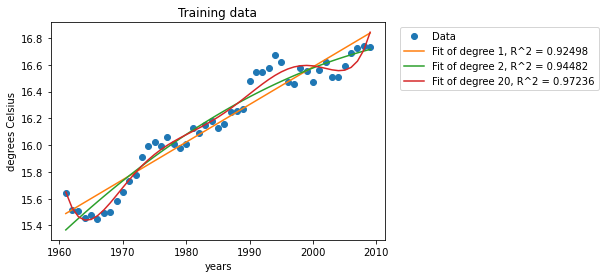 Training data
degrees Celsius
16.8
16.6
16.4
16.2
16.0
15.8
15.6
15.4
1960 1970 1980 1990 2000 2010
years
Data
Fit of degree 1, R^2 = 0.92498
Fit of degree 2, R^2 = 0.94482
Fit of degree 20, R^2 = 0.97236